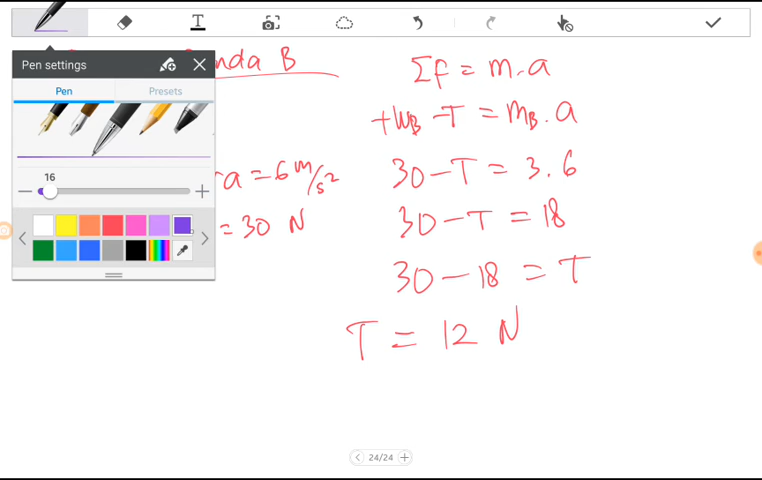 Pen settings
Pen
Presets
16
nda B
a = 6 m/s²
= 30 N
Σf = m.a
+WB - T = mB.a
30 - T = 3.6
30 - T = 18
30 - 18 = T
T = 12 N
24/24